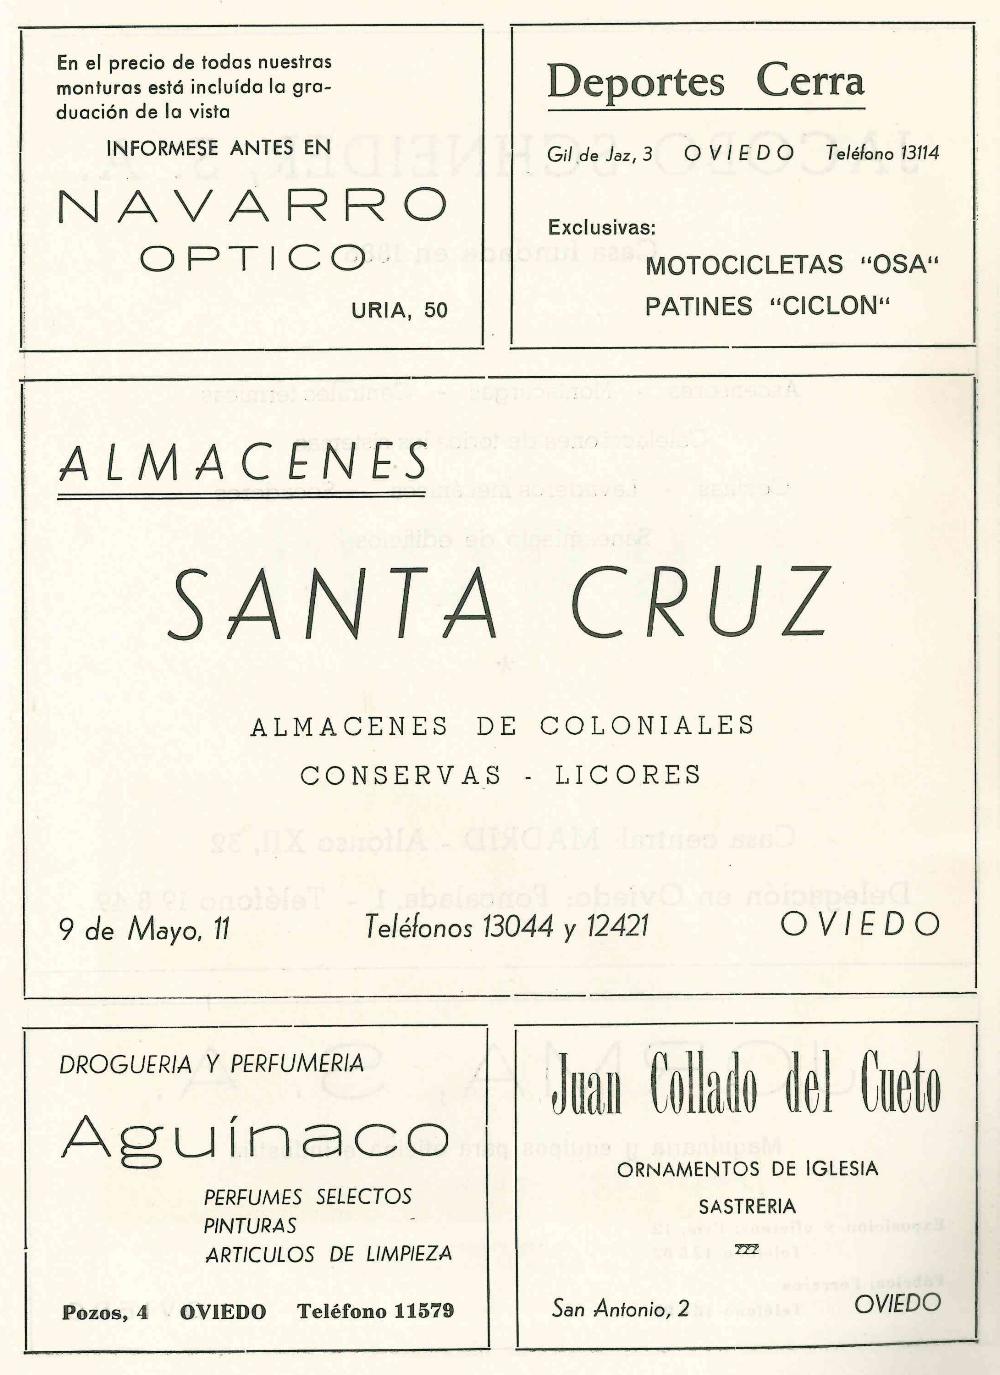 En el precio de todas nuestras
monturas está incluída la gra-
duación de la vista
INFORMESE ANTES EN
NAVARRO
OPTICO
URIA, 50
Deportes Cerra
Gil de Jaz, 3 OVIEDO Teléfono 13114
Exclusivas:
MOTOCICLETAS “OSA“
PATINES “CICLON“
ALMACENES
SANTA CRUZ
ALMACENES DE COLONIALES
CONSERVAS - LICORES
9 de Mayo, 11 Teléfonos 13044 y 12421 OVIEDO
DROGUERIA Y PERFUMERIA
Aguínaco
PERFUMES SELECTOS
PINTURAS
ARTICULOS DE LIMPIEZA
Pozos, 4 OVIEDO Teléfono 11579
Juan Collado del Cueto
ORNAMENTOS DE IGLESIA
SASTRERIA
San Antonio, 2 OVIEDO